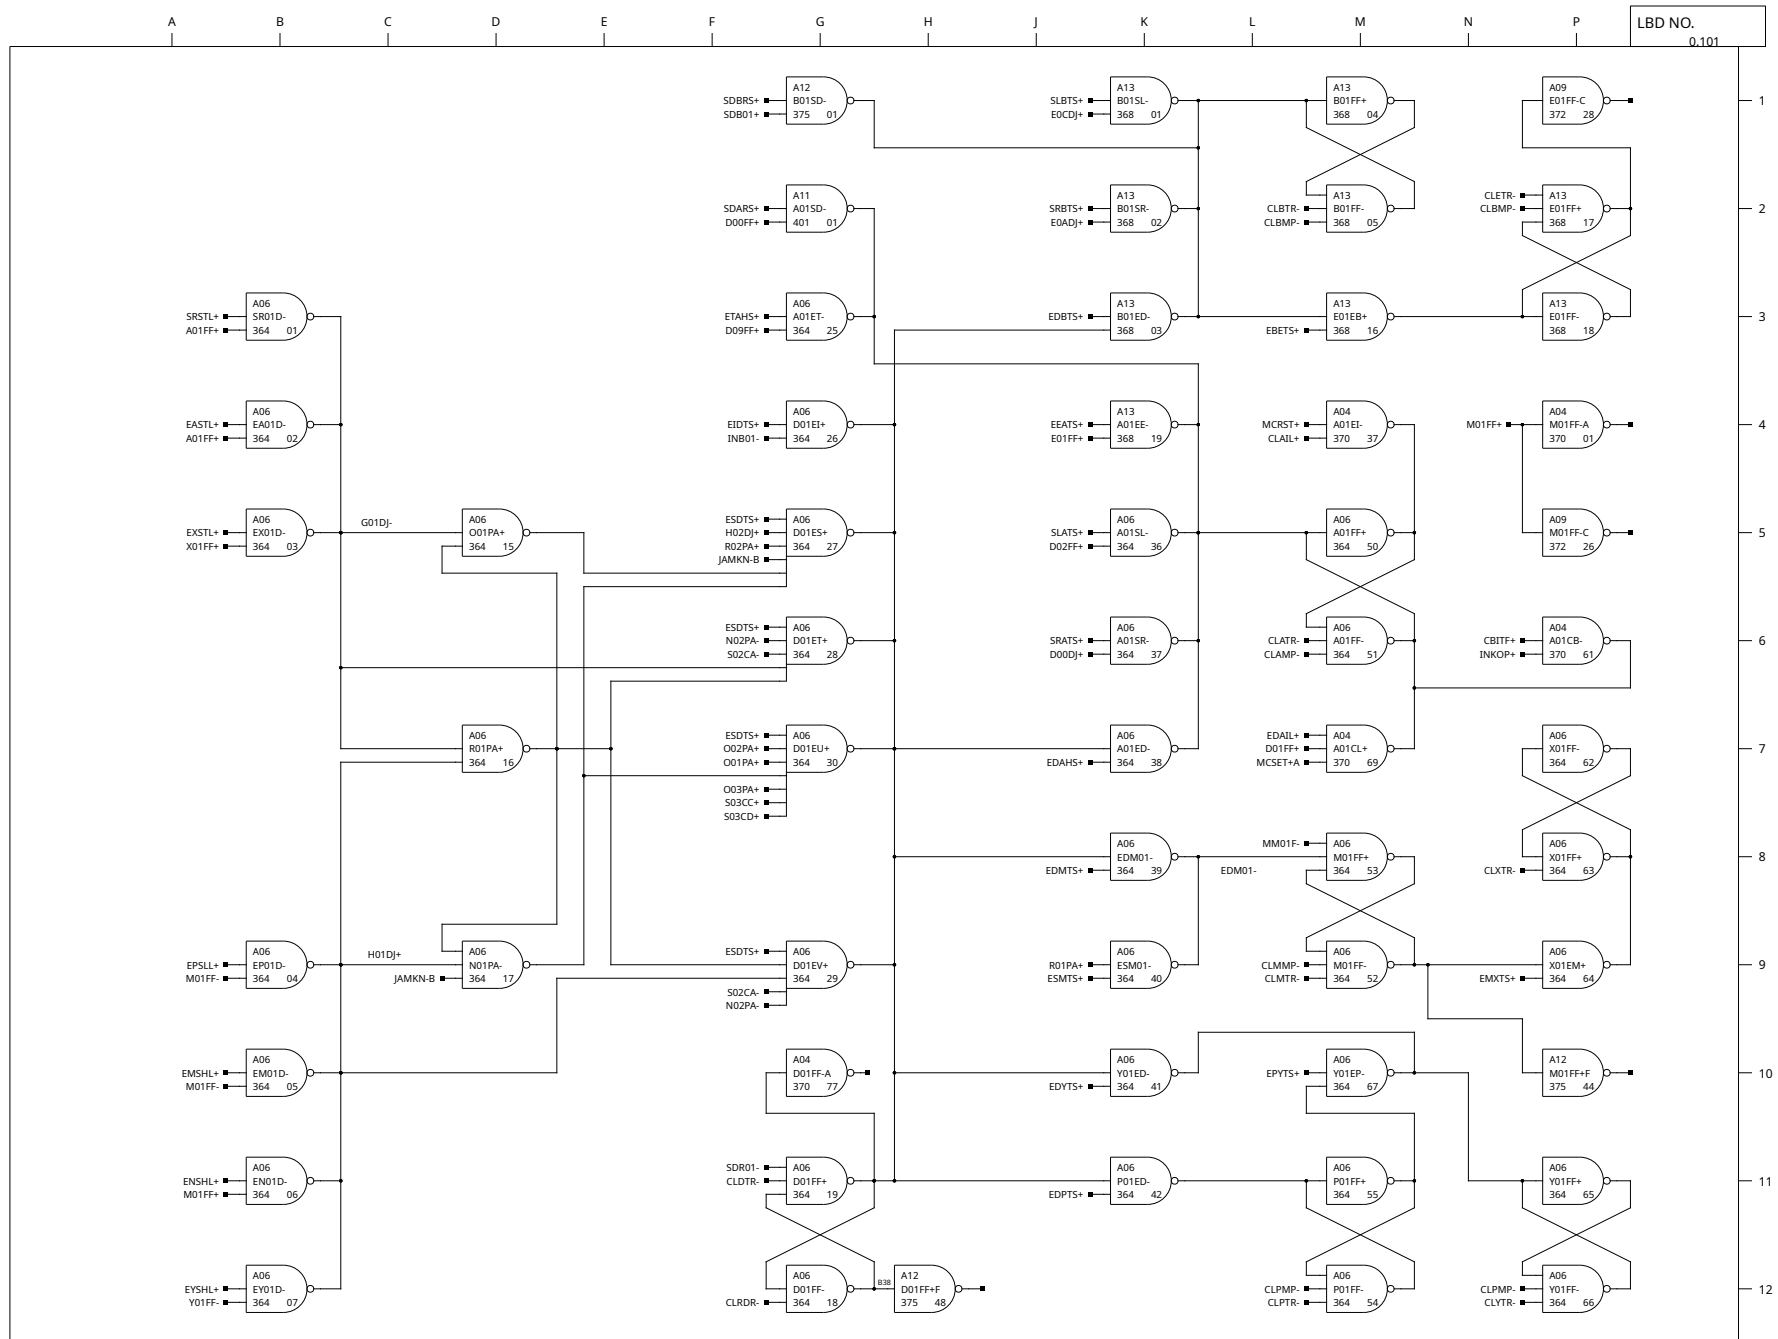 A B C D E F G H J K L M N P LBD NO.
0.101
A12 A13 A13 A09
SDBRS+ B01SD- SLBTS+ B01SL- B01FF+ E01FF-C 1
SDB01+ 375 01 E0CDJ+ 368 01 368 04 372 28
A11 A13 A13 CLETR- A13
SDARS+ A01SD- SRBTS+ B01SR- CLBTR- B01FF- CLBMP- E01FF+ 2
D00FF+ 401 01 E0ADJ+ 368 02 CLBMP- 368 05 368 17
A06 A06 A13 A13 A13
SRSTL+ SR01D- ETAHS+ A01ET- EDBTS+ B01ED- E01EB+ E01FF- 3
A01FF+ 364 01 D09FF+ 364 25 368 03 EBETS+ 368 16 368 18
A06 A06 A13 A04 A04
EASTL+ EA01D- EIDTS+ D01EI+ EEATS+ A01EE- MCRST+ A01EI- M01FF+ M01FF-A 4
A01FF+ 364 02 INB01- 364 26 E01FF+ 368 19 CLAIL+ 370 37 370 01
A06 G01DJ- A06 ESDTS+ A06 A06 A06 A09
EXSTL+ EX01D- O01PA+ H02DJ+ D01ES+ SLATS+ A01SL- A01FF+ M01FF-C 5
X01FF+ 364 03 364 15 R02PA+ 364 27 D02FF+ 364 36 364 50 372 26
JAMKN-B
ESDTS+ A06 A06 A06 A04
N02PA- D01ET+ SRATS+ A01SR- CLATR- A01FF- CBITF+ A01CB- 6
S02CA- 364 28 D00DJ+ 364 37 CLAMP- 364 51 INKOP+ 370 61
A06 ESDTS+ A06 A06 EDAIL+ A04 A06
R01PA+ O02PA+ D01EU+ A01ED- D01FF+ A01CL+ X01FF- 7
364 16 O01PA+ 364 30 EDAHS+ 364 38 MCSET+A 370 69 364 62
O03PA+
S03CC+
S03CD+
A06 MM01F- A06 A06
EDM01- M01FF+ X01FF+ 8
EDMTS+ 364 39 EDM01- 364 53 CLXTR- 364 63
A06 H01DJ+ A06 ESDTS+ A06 A06 A06 A06
EPSLL+ EP01D- N01PA- D01EV+ R01PA+ ESM01- CLMMP- M01FF- X01EM+ 9
M01FF- 364 04 JAMKN-B 364 17 364 29 ESMTS+ 364 40 CLMTR- 364 52 EMXTS+ 364 64
S02CA-
N02PA-
A06 A04 A06 A06 A12
EMSHL+ EM01D- D01FF-A Y01ED- EPYTS+ Y01EP- M01FF+F 10
M01FF- 364 05 370 77 EDYTS+ 364 41 364 67 375 44
A06 SDR01- A06 A06 A06 A06
ENSHL+ EN01D- CLDTR- D01FF+ P01ED- P01FF+ Y01FF+ 11
M01FF+ 364 06 364 19 EDPTS+ 364 42 364 55 364 65
A06 A06 B38 A12 A06 A06
EYSHL+ EY01D- D01FF- D01FF+F CLPMP- P01FF- CLPMP- Y01FF- 12
Y01FF- 364 07 CLRDR- 364 18 375 48 CLPTR- 364 54 CLYTR- 364 66